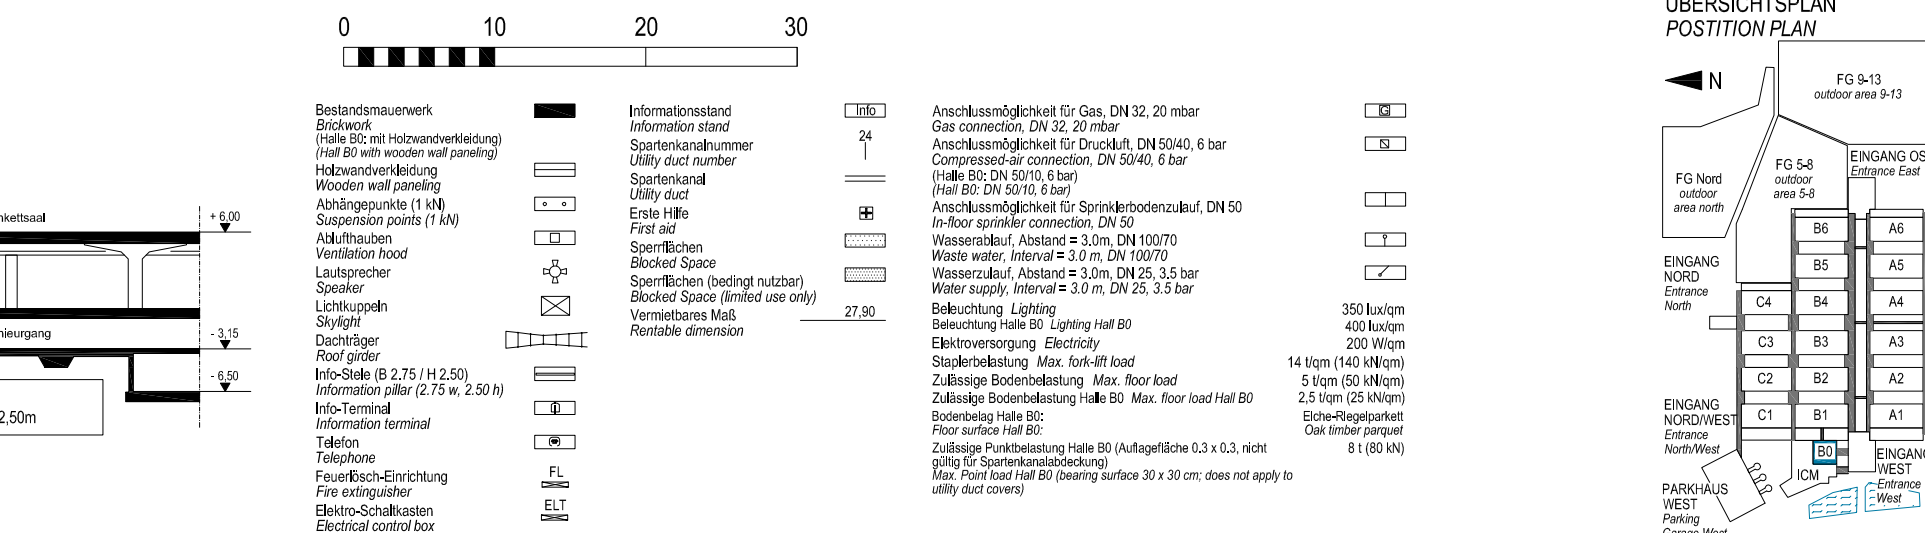 0 10 20 30
nkettsaal
+ 6,00
nieurgang
- 3,15
- 6,50
2,50m
Bestandsmauerwerk
Brickwork
(Halle B0: mit Holzwandverkleidung)
(Hall B0 with wooden wall paneling)
Holzwandverkleidung
Wooden wall paneling
Abhängepunkte (1 kN)
Suspension points (1 kN)
Ablufthauben
Ventilation hood
Lautsprecher
Speaker
Lichtkuppeln
Skylight
Dachträger
Roof girder
Info-Stele (B 2.75 / H 2.50)
Information pillar (2.75 w, 2.50 h)
Info-Terminal
Information terminal
Telefon
Telephone
Feuerlösch-Einrichtung FL
Fire extinguisher
Elektro-Schaltkasten ELT
Electrical control box
Informationsstand Info
Information stand
Spartenkanalnummer 24
Utility duct number
Spartenkanal
Utility duct
Erste Hilfe
First aid
Sperrflächen
Blocked Space
Sperrflächen (bedingt nutzbar)
Blocked Space (limited use only)
Vermietbares Maß 27,90
Rentable dimension
Anschlussmöglichkeit für Gas, DN 32, 20 mbar G
Gas connection, DN 32, 20 mbar
Anschlussmöglichkeit für Druckluft, DN 50/40, 6 bar
Compressed-air connection, DN 50/40, 6 bar
(Halle B0: DN 50/10, 6 bar)
(Hall B0: DN 50/10, 6 bar)
Anschlussmöglichkeit für Sprinklerbodenzulauf, DN 50
In-floor sprinkler connection, DN 50
Wasserablauf, Abstand = 3.0m, DN 100/70
Waste water, Interval = 3.0 m, DN 100/70
Wasserzulauf, Abstand = 3.0m, DN 25, 3.5 bar
Water supply, Interval = 3.0 m, DN 25, 3.5 bar
Beleuchtung Lighting 350 lux/qm
Beleuchtung Halle B0 Lighting Hall B0 400 lux/qm
Elektroversorgung Electricity 200 W/qm
Staplerbelastung Max. fork-lift load 14 t/qm (140 kN/qm)
Zulässige Bodenbelastung Max. floor load 5 t/qm (50 kN/qm)
Zulässige Bodenbelastung Halle B0 Max. floor load Hall B0 2,5 t/qm (25 kN/qm)
Bodenbelag Halle B0: Eiche-Riegelparkett
Floor surface Hall B0: Oak timber parquet
Zulässige Punktbelastung Halle B0 (Auflagefläche 0.3 x 0.3, nicht 8 t (80 kN)
gültig für Spartenkanalabdeckung)
Max. Point load Hall B0 (bearing surface 30 x 30 cm; does not apply to
utility duct covers)
ÜBERSICHTSPLAN
POSTITION PLAN
N
FG 9-13
outdoor area 9-13
FG Nord
outdoor
area north
FG 5-8
outdoor
area 5-8
EINGANG OS
Entrance East
B6 A6
EINGANG
NORD
Entrance
North
B5 A5
C4 B4 A4
C3 B3 A3
C2 B2 A2
EINGANG
NORD/WEST
Entrance
North/West
C1 B1 A1
B0
ICM
EINGANG
WEST
Entrance
West
PARKHAUS
WEST
Parking
Garage West